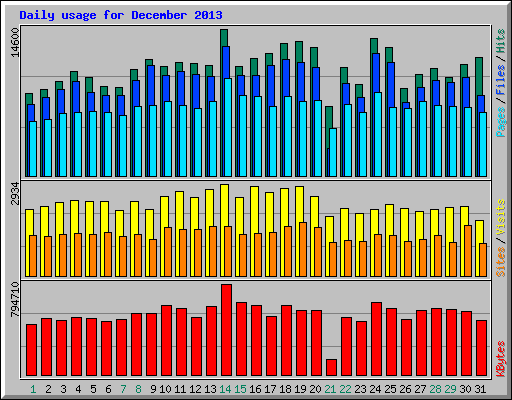 Daily usage for December 2013
14600
Pages / Files / Hits
2934
Sites / Visits
794710
KBytes
1 2 3 4 5 6 7 8 9 10 11 12 13 14 15 16 17 18 19 20 21 22 23 24 25 26 27 28 29 30 31